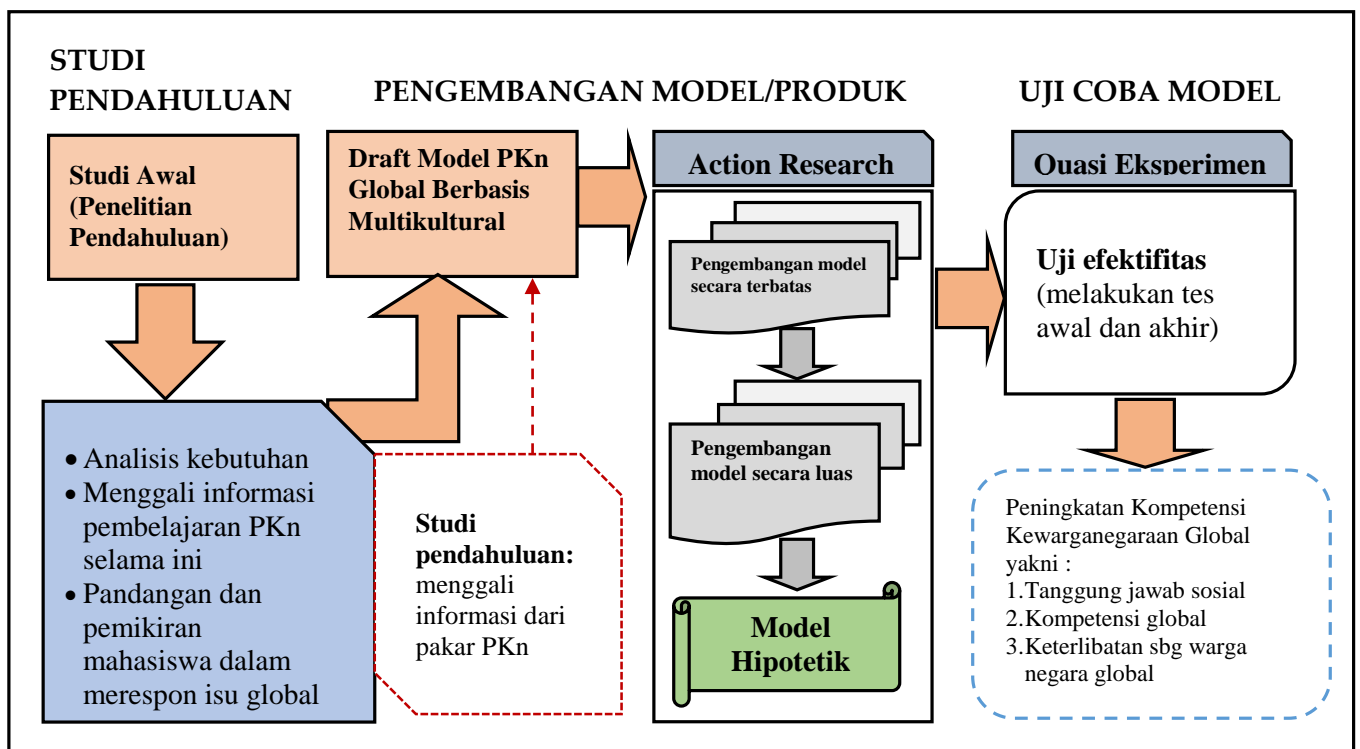 STUDI
PENDAHULUAN
PENGEMBANGAN MODEL/PRODUK
UJI COBA MODEL
Studi Awal
(Penelitian
Pendahuluan)
Draft Model PKn
Global Berbasis
Multikultural
Action Research
Quasi Eksperimen
Pengembangan model
secara terbatas
Uji efektifitas
(melakukan tes
awal dan akhir)
• Analisis kebutuhan
• Menggali informasi
pembelajaran PKn
selama ini
• Pandangan dan
pemikiran
mahasiswa dalam
merespon isu global
Studi
pendahuluan:
menggali
informasi dari
pakar PKn
Pengembangan
model secara luas
Model
Hipotetik
Peningkatan Kompetensi
Kewarganegaraan Global
yakni :
1.Tanggung jawab sosial
2.Kompetensi global
3.Keterlibatan sbg warga
negara global